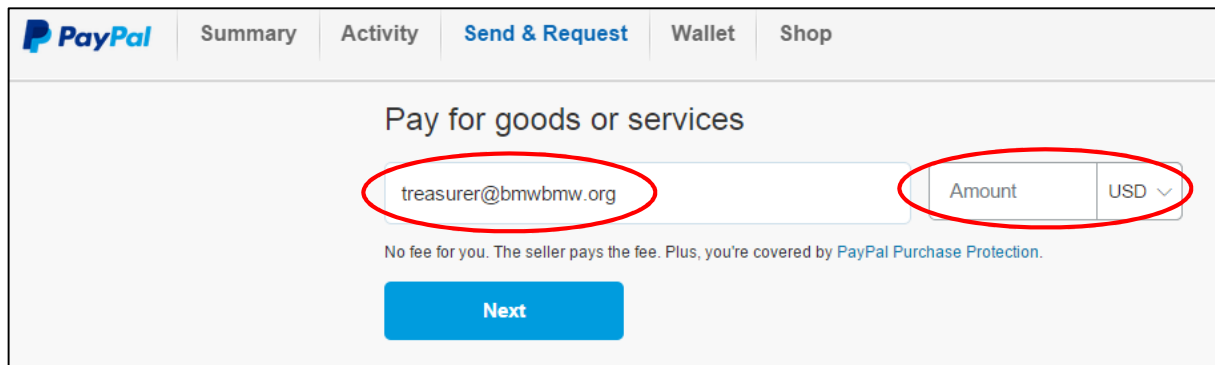 PayPal Summary Activity Send & Request Wallet Shop
Pay for goods or services
treasurer@bmwbmw.org Amount USD
No fee for you. The seller pays the fee. Plus, you're covered by PayPal Purchase Protection.
Next